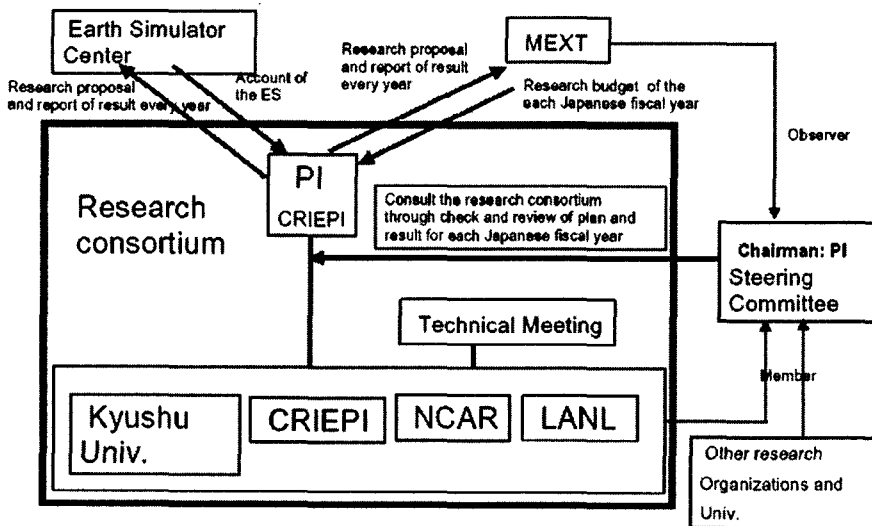 Earth Simulator
Center
MEXT
Research proposal
and report of result
every year
Research proposal
and report of result every year
Account of
the ES
Research budget of the
each Japanese fiscal year
Observer
PI
CRIEPI
Research
consortium
Consult the research consortium
through check and review of plan and
result for each Japanese fiscal year
Chairman: PI
Steering
Committee
Technical Meeting
Member
Kyushu
Univ.
CRIEPI
NCAR
LANL
Other research
Organizations and
Univ.